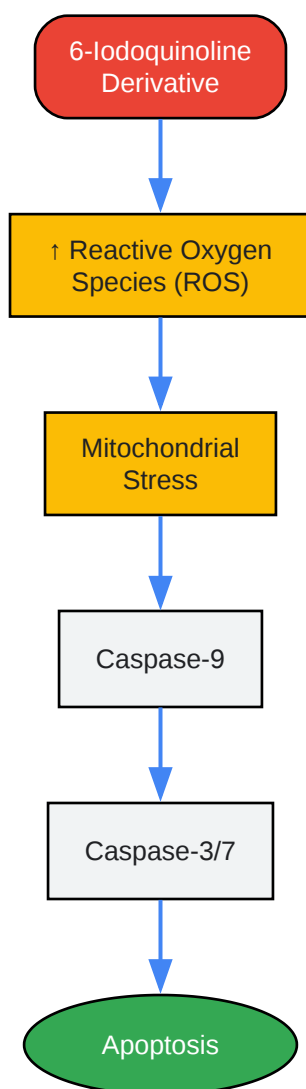 6-Iodoquinoline
Derivative
↑ Reactive Oxygen
Species (ROS)
Mitochondrial
Stress
Caspase-9
Caspase-3/7
Apoptosis